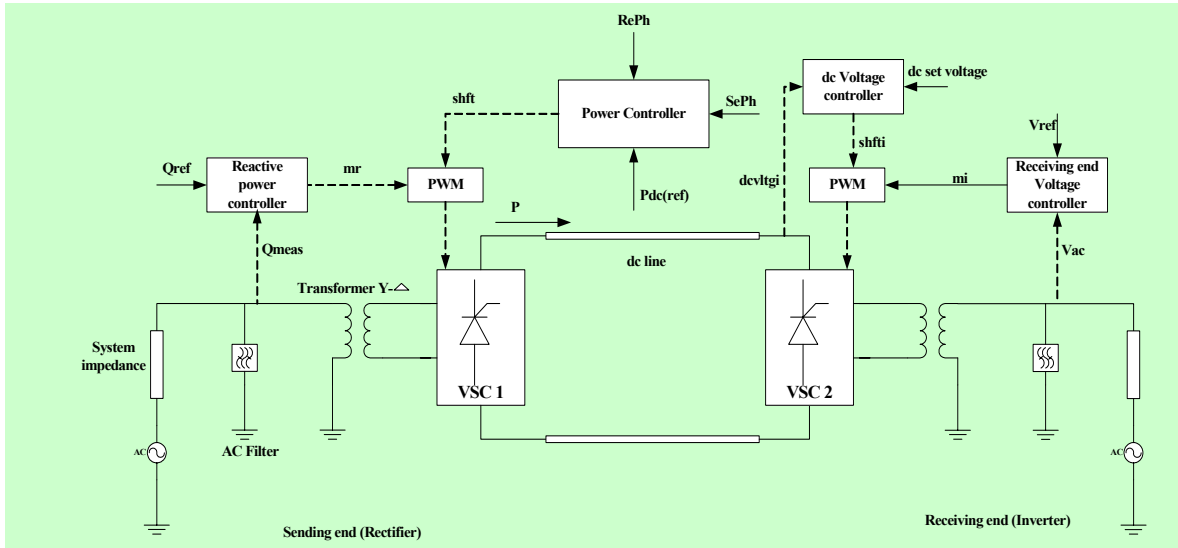 RePh
shft
Power Controller
SePh
Pdc(ref)
dc Voltage
controller
dc set voltage
shfti
dcvltgi
Vref
Qref
Reactive
power
controller
mr
PWM
PWM
mi
Receiving end
Voltage
controller
Qmeas
P
dc line
Vac
Transformer Y-
System
impedance
VSC 1
VSC 2
AC
AC Filter
AC
Sending end (Rectifier)
Receiving end (Inverter)